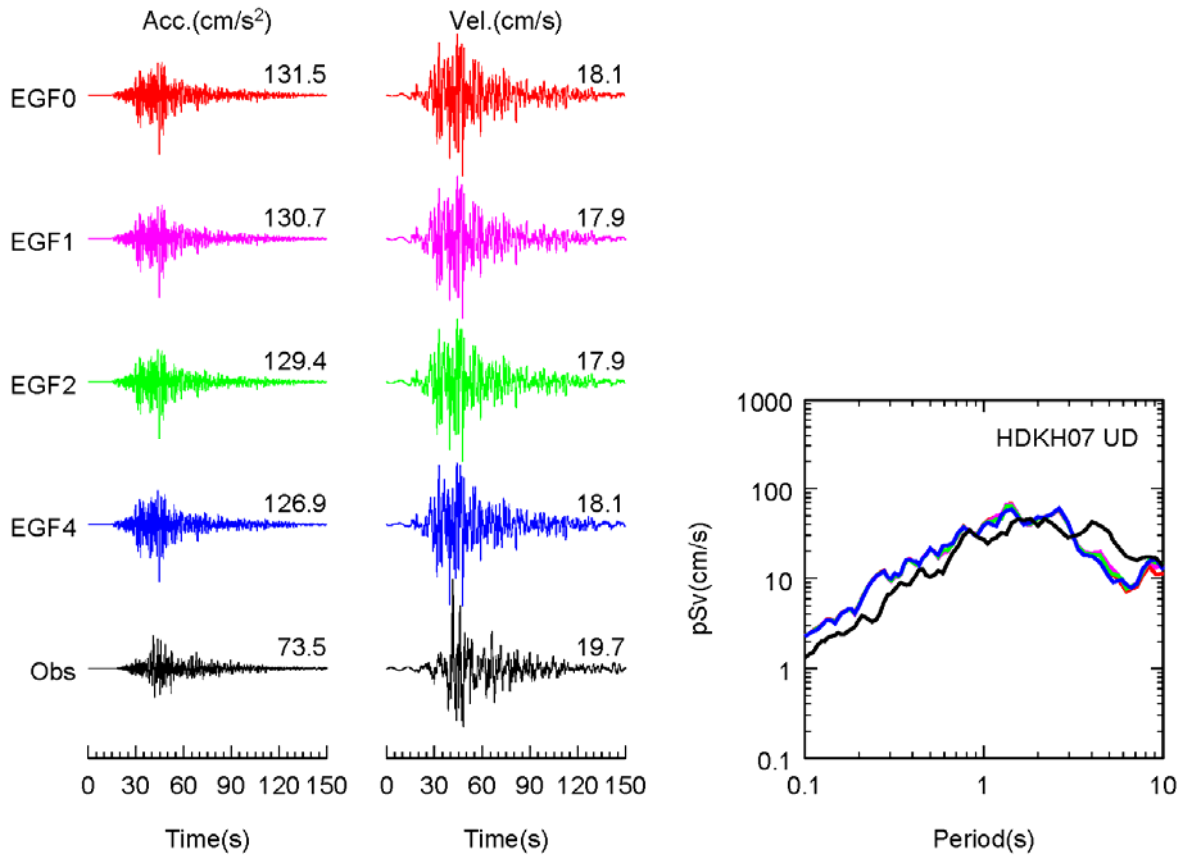 Acc.(cm/s²) Vel.(cm/s)
EGF0 131.5 18.1
EGF1 130.7 17.9
EGF2 129.4 17.9
EGF4 126.9 18.1
Obs 73.5 19.7
0 30 60 90 120 150 0 30 60 90 120 150
Time(s) Time(s)
HDKH07 UD
1000
100
10
1
0.1
pSv(cm/s)
0.1 1 10
Period(s)